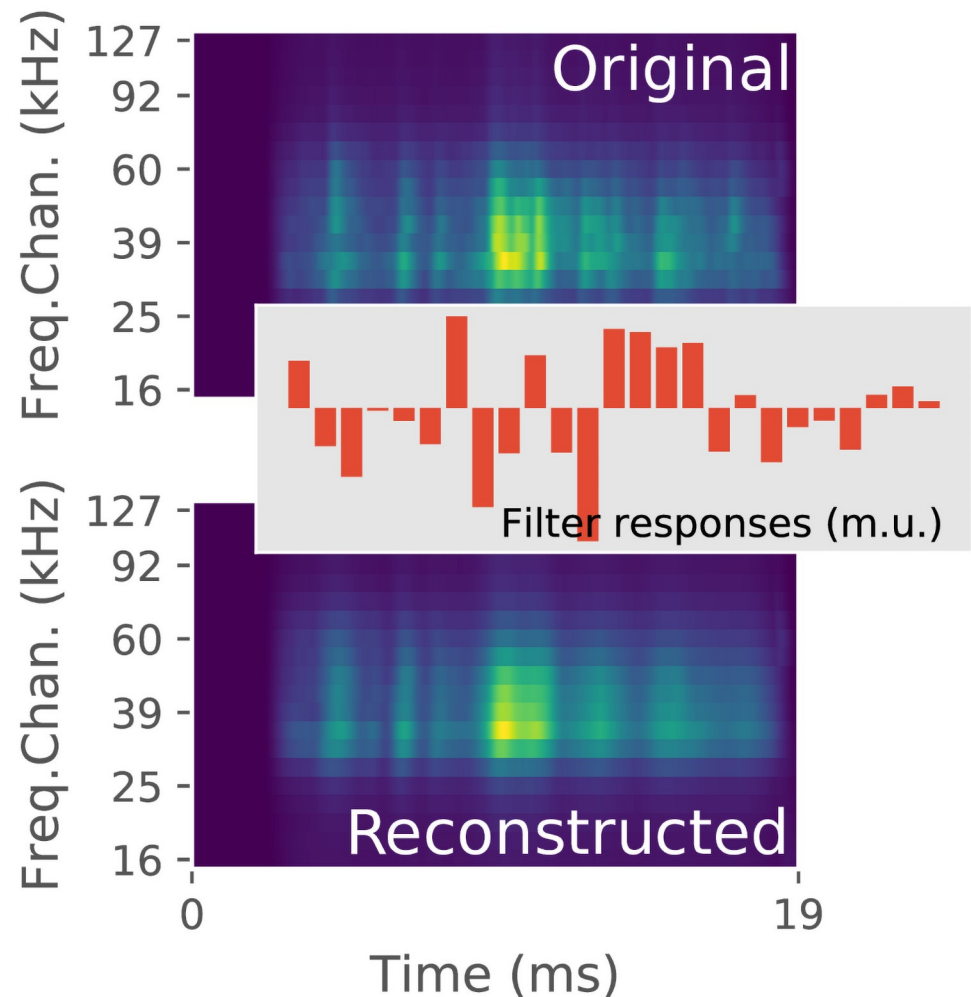 Freq.Chan. (kHz)
127
92
60
39
25
16
Original
Filter responses (m.u.)
Freq.Chan. (kHz)
127
92
60
39
25
16
Reconstructed
0
19
Time (ms)